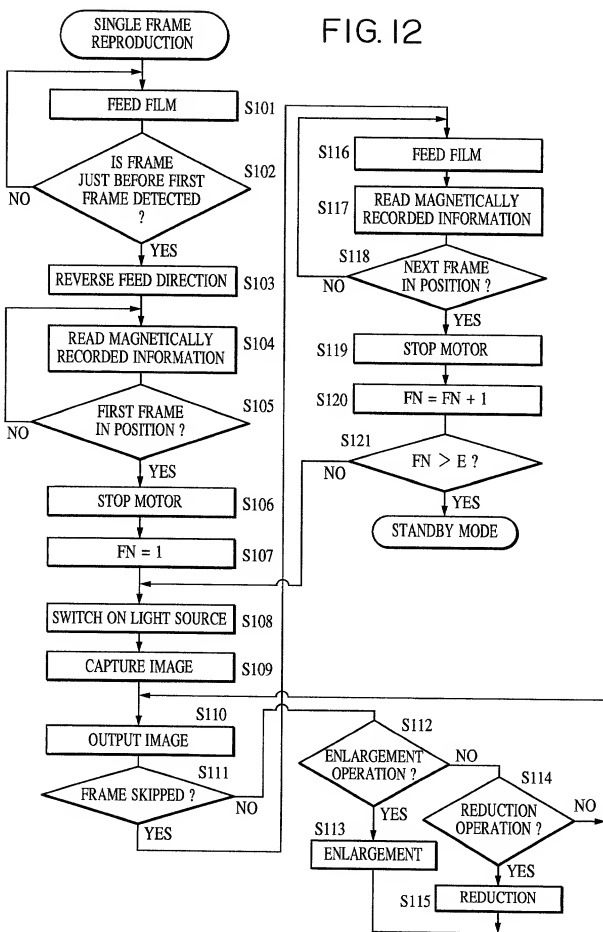 FIG. 12
SINGLE FRAME
REPRODUCTION
FEED FILM
S101
IS FRAME
JUST BEFORE FIRST
FRAME DETECTED
?
S102
NO
YES
REVERSE FEED DIRECTION
S103
READ MAGNETICALLY
RECORDED INFORMATION
S104
FIRST FRAME
IN POSITION ?
S105
NO
YES
STOP MOTOR
S106
FN = 1
S107
SWITCH ON LIGHT SOURCE
S108
CAPTURE IMAGE
S109
S110
OUTPUT IMAGE
S111
FRAME SKIPPED ?
NO
YES
S112
ENLARGEMENT
OPERATION ?
NO
YES
S113
ENLARGEMENT
S114
REDUCTION
OPERATION ?
NO
YES
S115
REDUCTION
S116
FEED FILM
S117
READ MAGNETICALLY
RECORDED INFORMATION
S118
NEXT FRAME
IN POSITION ?
NO
YES
S119
STOP MOTOR
S120
FN = FN + 1
S121
FN > E ?
NO
YES
STANDBY MODE